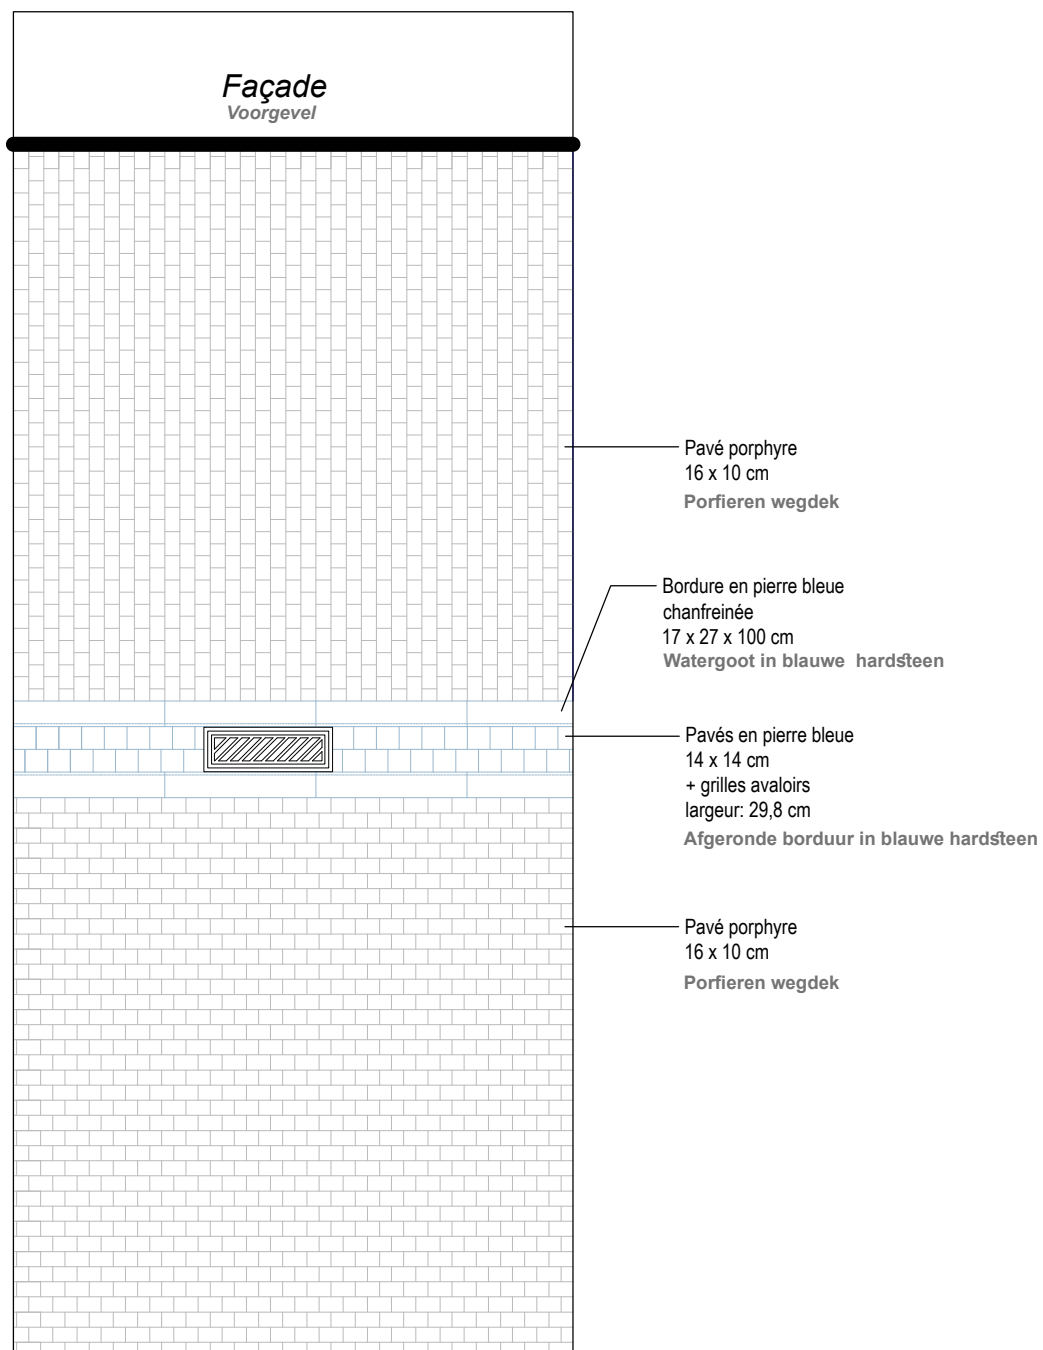 Façade
Voorgevel
Pavé porphyre
16 x 10 cm
Porfieren wegdek
Bordure en pierre bleue
chanfreinée
17 x 27 x 100 cm
Watergoot in blauwe hardsteen
Pavés en pierre bleue
14 x 14 cm
+ grilles avaloirs
largeur: 29,8 cm
Afgeronde borduur in blauwe hardsteen
Pavé porphyre
16 x 10 cm
Porfieren wegdek